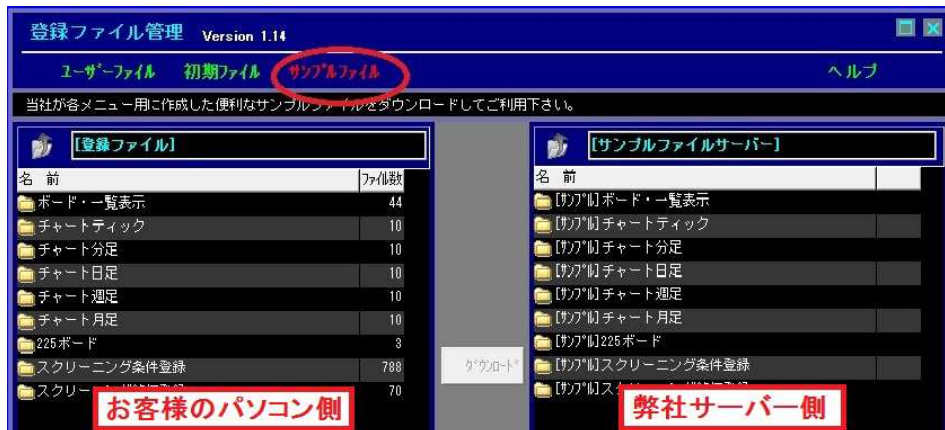 登録ファイル管理 Version 1.14
ユーザーファイル 初期ファイル サンプルファイル ヘルプ
当社が各メニュー用に作成した便利なサンプルファイルをダウンロードしてご利用下さい。
[登録ファイル]
名 前 ファイル数
ボード・一覧表示 44
チャートティック 10
チャート分足 10
チャート日足 10
チャート週足 10
チャート月足 10
225ボード 3
スクリーニング条件登録 788
スクリー 70
お客様のパソコン側
ダウンロード
[サンプルファイルサーバー]
名 前
[サンプル]ボード・一覧表示
[サンプル]チャートティック
[サンプル]チャート分足
[サンプル]チャート日足
[サンプル]チャート週足
[サンプル]チャート月足
[サンプル]225ボード
[サンプル]スクリーニング条件登録
[サンプル]ス
弊社サーバー側